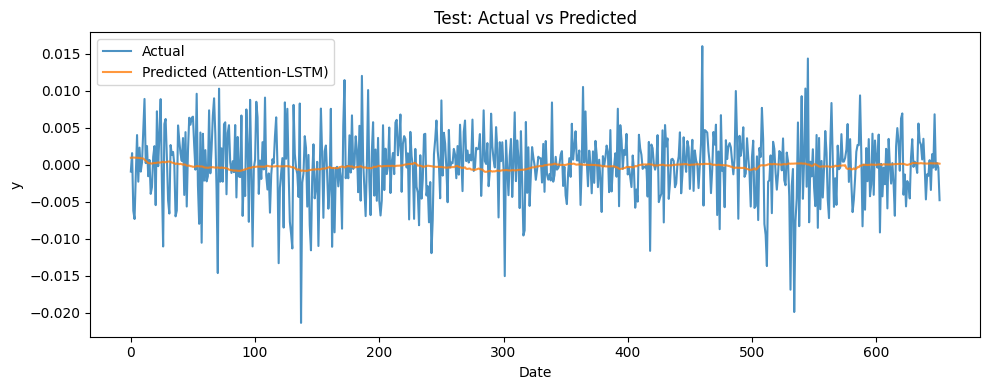 Test: Actual vs Predicted
Actual
Predicted (Attention-LSTM)
0.015
0.010
0.005
0.000
−0.005
−0.010
−0.015
−0.020
y
0 100 200 300 400 500 600
Date